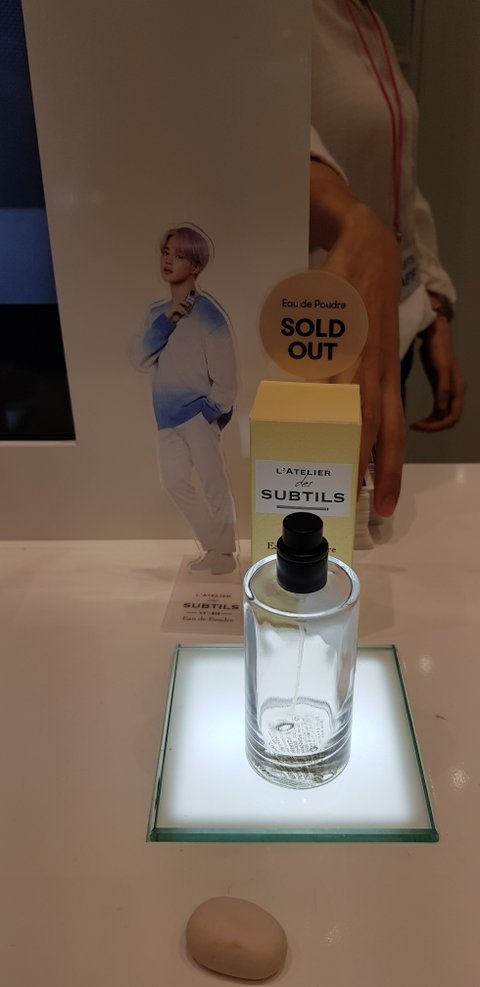 Eau de Poudre
SOLD
OUT
L'ATELIER
des
SUBTILS
L'ATELIER
des
SUBTILS
Eau de Poudre